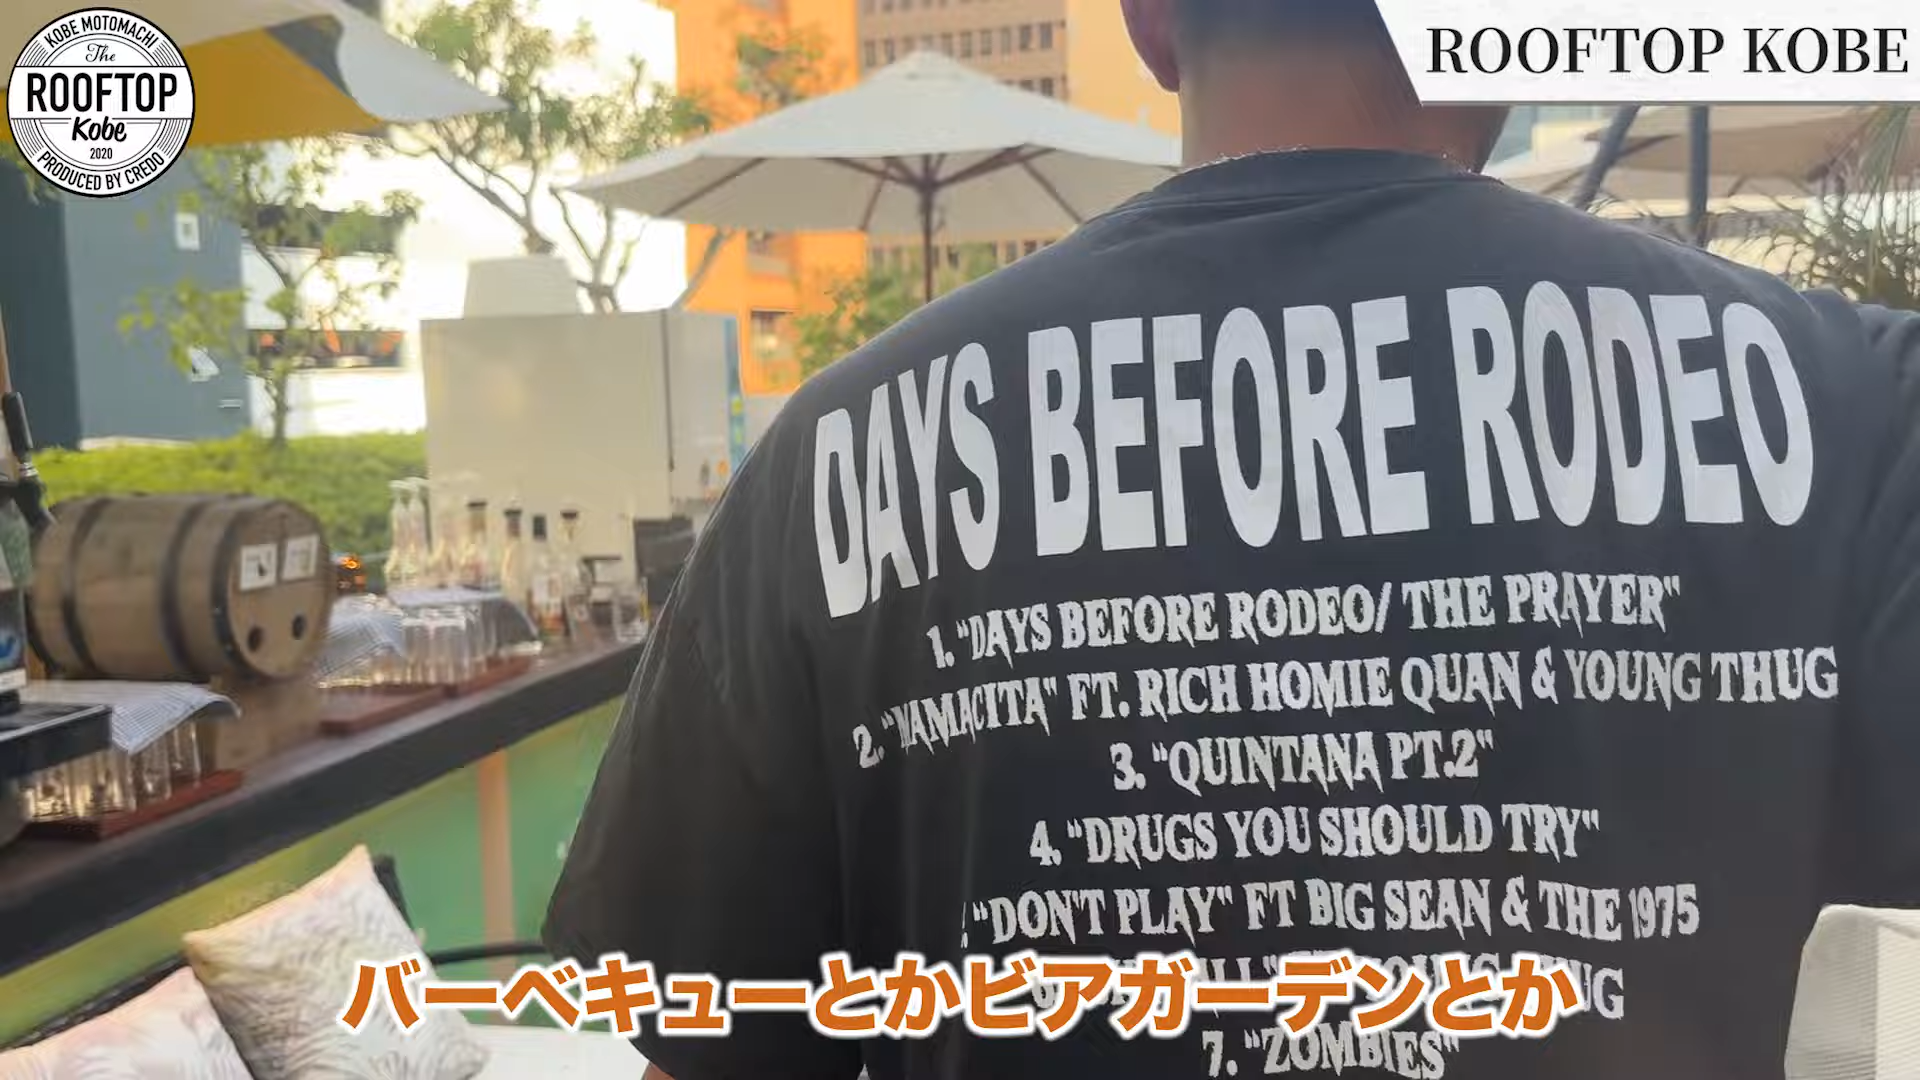 KOBE MOTOMACHI
The
ROOFTOP
Kobe
2020
PRODUCED BY CREDO
ROOFTOP KOBE
DAYS BEFORE RODEO
1. "DAYS BEFORE RODEO/ THE PRAYER"
2. "MAMACITA" FT. RICH HOMIE QUAN & YOUNG THUG
3. "QUINTANA PT.2"
4. "DRUGS YOU SHOULD TRY"
"DON'T PLAY" FT BIG SEAN & THE 1975
7. "ZOMBIES"
バーベキューとかビアガーデンとか